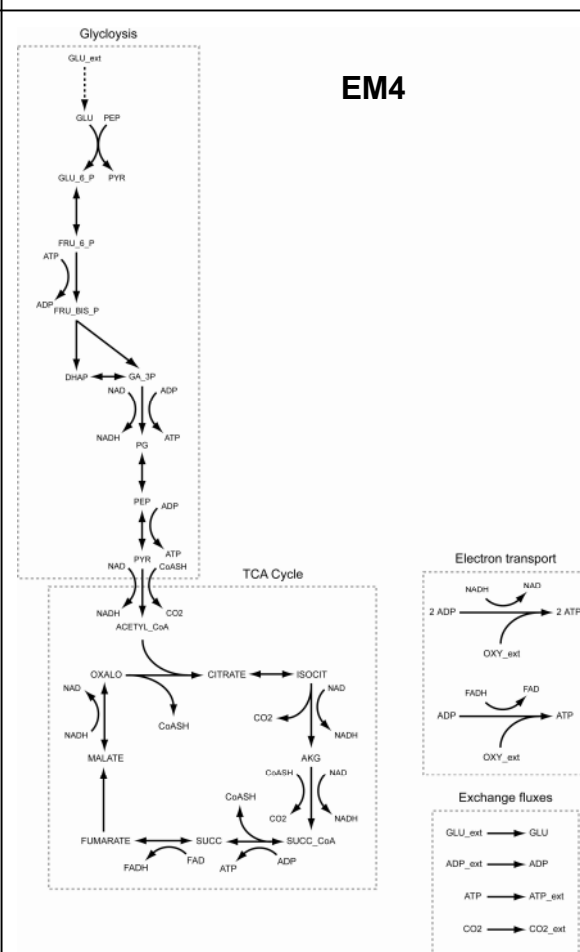 Glycloysis
EM4
GLU_ext
GLU PEP
GLU_6_P PYR
FRU_6_P
ATP
ADP
FRU_BIS_P
DHAP GA_3P
NAD ADP
NADH ATP
PG
PEP
ADP
ATP
PYR
NAD CoASH
NADH CO2
ACETYL_CoA
TCA Cycle
OXALO CITRATE ISOCIT
NAD NAD
CoASH CO2
NADH NADH
MALATE AKG
CoASH NAD
CoASH
CO2 NADH
FUMARATE SUCC SUCC_CoA
FADH FAD ATP ADP
Electron transport
NADH NAD
2 ADP 2 ATP
OXY_ext
FADH FAD
ADP ATP
OXY_ext
Exchange fluxes
GLU_ext GLU
ADP_ext ADP
ATP ATP_ext
CO2 CO2_ext